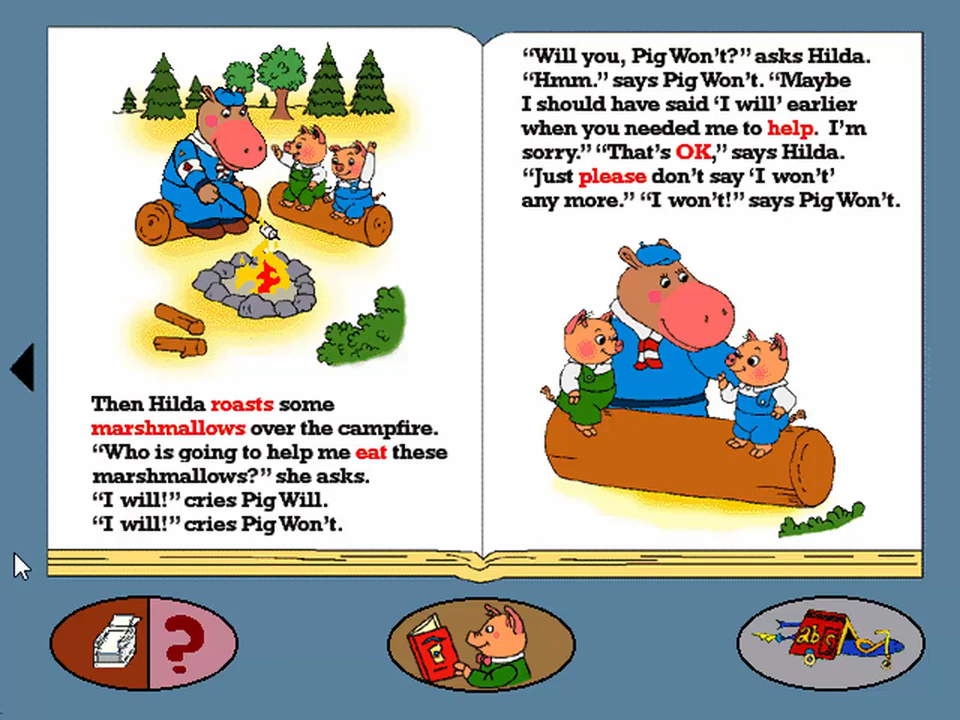 Then Hilda roasts some
marshmallows over the campfire.
“Who is going to help me eat these
marshmallows?” she asks.
“I will!” cries Pig Will.
“I will!” cries Pig Won’t.
“Will you, Pig Won’t?” asks Hilda.
“Hmm.” says Pig Won’t. “Maybe
I should have said ‘I will’ earlier
when you needed me to help. I’m
sorry.” “That’s OK,” says Hilda.
“Just please don’t say ‘I won’t’
any more.” “I won’t!” says Pig Won’t.
?
abc